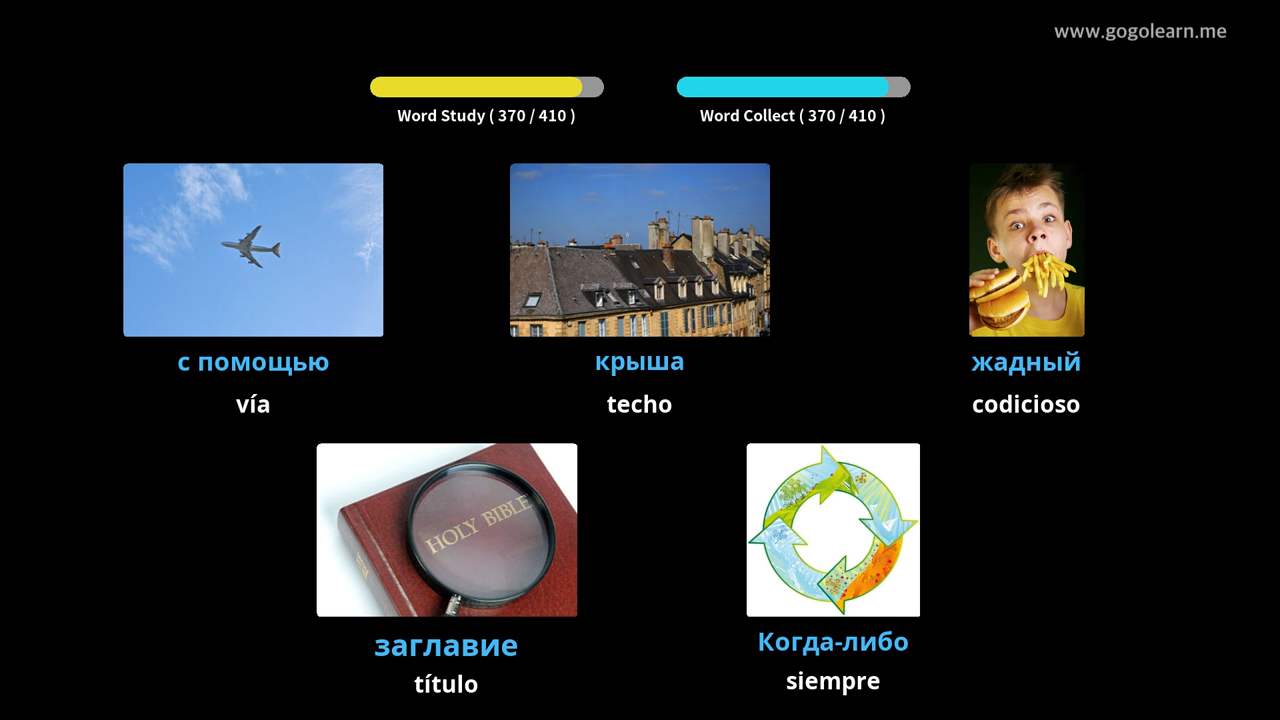 www.gogolearn.me
Word Study ( 370 / 410 )
Word Collect ( 370 / 410 )
с помощью
крыша
жадный
vía
techo
codicioso
HOLY BIBLE
заглавие
Когда-либо
título
siempre